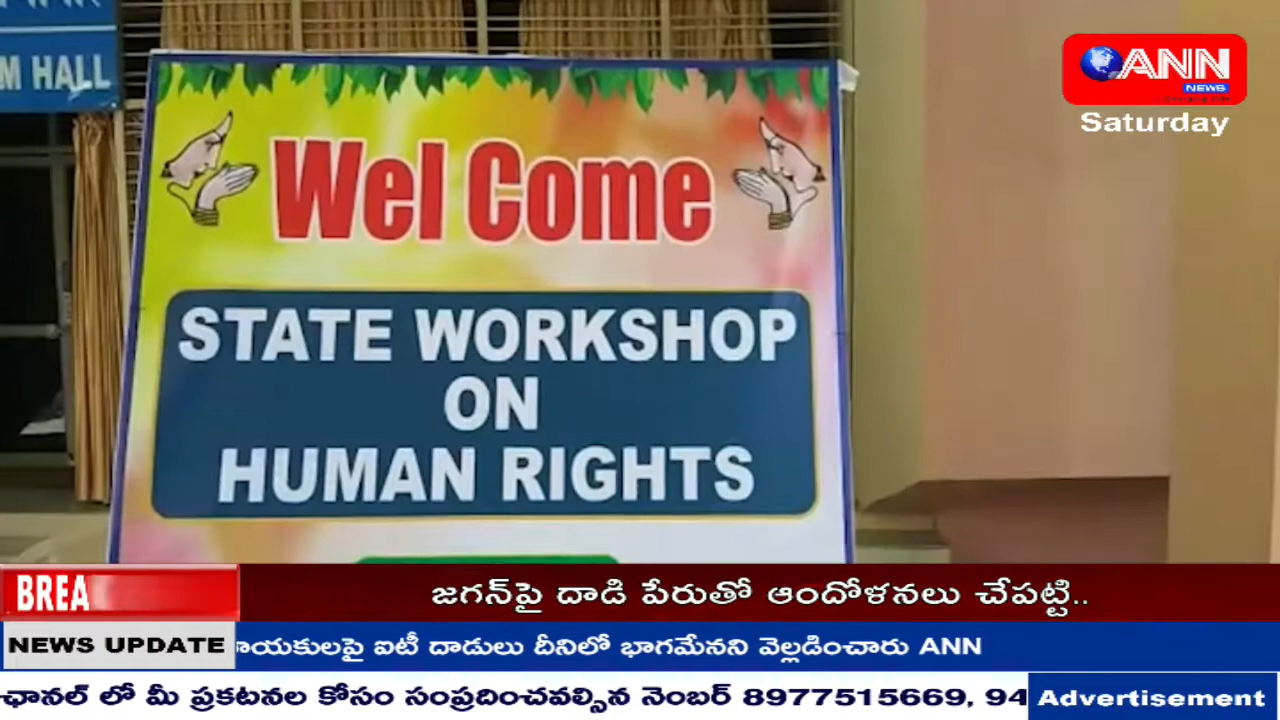 M HALL
ANN
NEWS
Saturday
Wel Come
STATE WORKSHOP
ON
HUMAN RIGHTS
BREA
జగన్‌పై దాడి పేరుతో ఆందోళనలు చేపట్టి..
NEWS UPDATE
యకులపై ఐటీ దాడులు దీనిలో భాగమేనని వెల్లడించారు ANN
ఛానల్ లో మీ ప్రకటనల కోసం సంప్రదించవల్సిన నెంబర్ 8977515669, 94
Advertisement